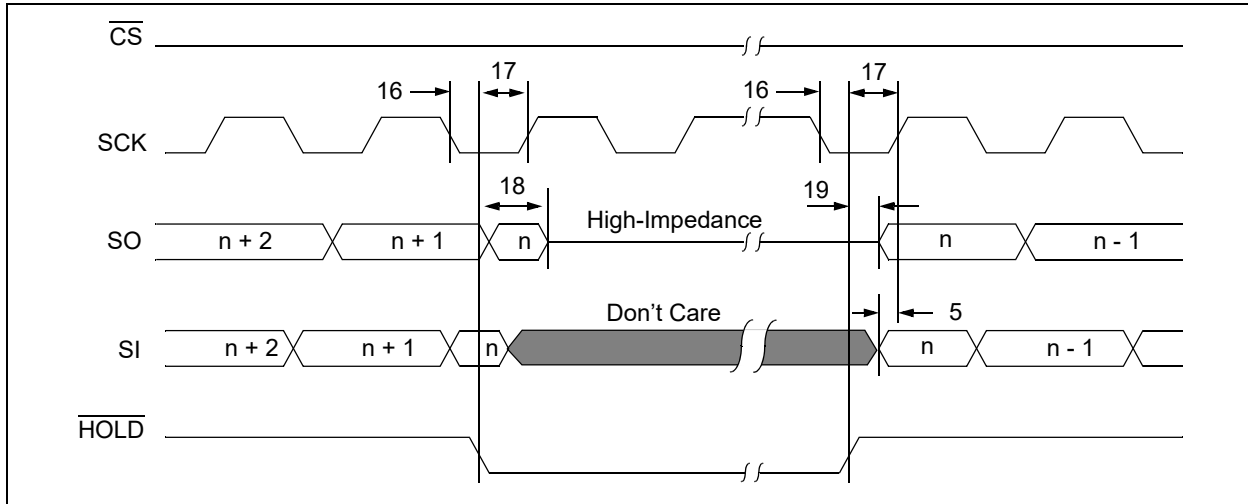 CS
16 17 16 17
SCK
18 19
High-Impedance
SO n + 2 n + 1 n n n - 1
Don't Care 5
SI n + 2 n + 1 n n n - 1
HOLD